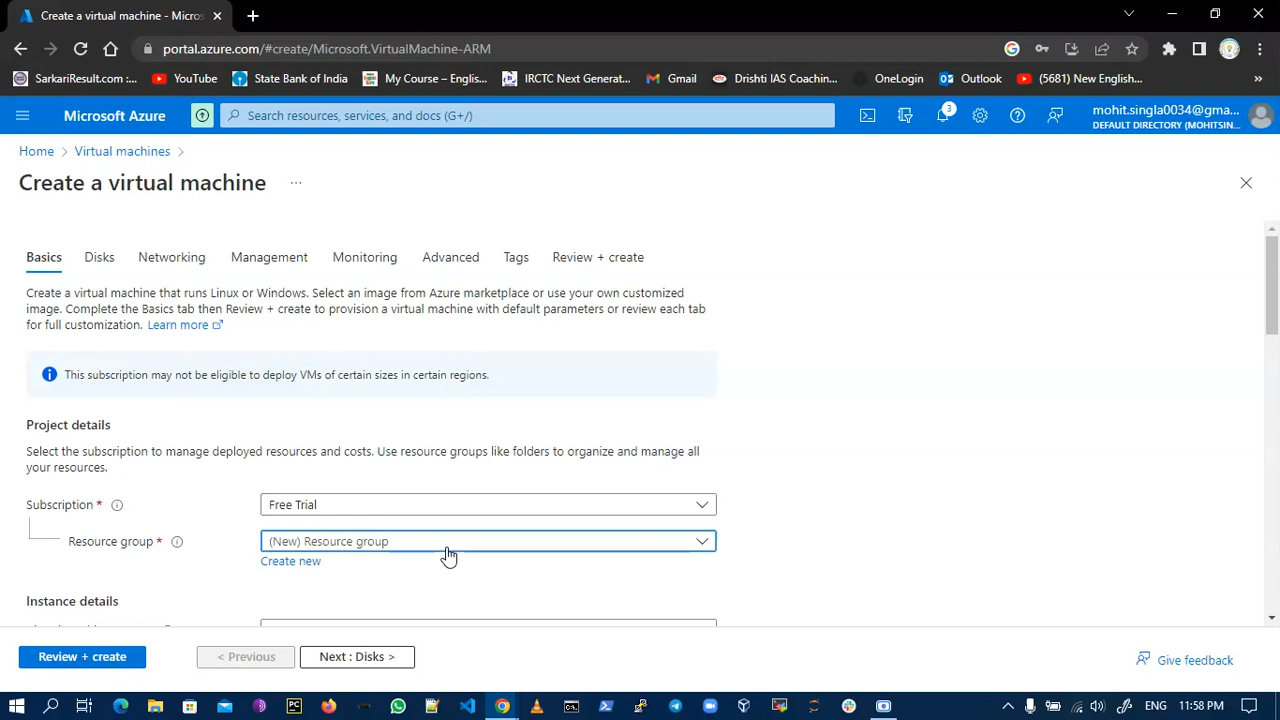 Create a virtual machine - Micros
portal.azure.com/#create/Microsoft.VirtualMachine-ARM
SarkariResult.com :...
YouTube
State Bank of India
My Course – Englis...
IRCTC Next Generat...
Gmail
Drishti IAS Coachin...
OneLogin
Outlook
(5681) New English...
»
Microsoft Azure
Search resources, services, and docs (G+/)
3
mohit.singla0034@gma...
DEFAULT DIRECTORY (MOHITSIN...
Home > Virtual machines >
Create a virtual machine ...
Basics
Disks
Networking
Management
Monitoring
Advanced
Tags
Review + create
Create a virtual machine that runs Linux or Windows. Select an image from Azure marketplace or use your own customized
image. Complete the Basics tab then Review + create to provision a virtual machine with default parameters or review each tab
for full customization. Learn more
This subscription may not be eligible to deploy VMs of certain sizes in certain regions.
Project details
Select the subscription to manage deployed resources and costs. Use resource groups like folders to organize and manage all
your resources.
Subscription *
Free Trial
Resource group *
(New) Resource group
Create new
Instance details
Review + create
< Previous
Next : Disks >
Give feedback
PC
ENG
11:58 PM